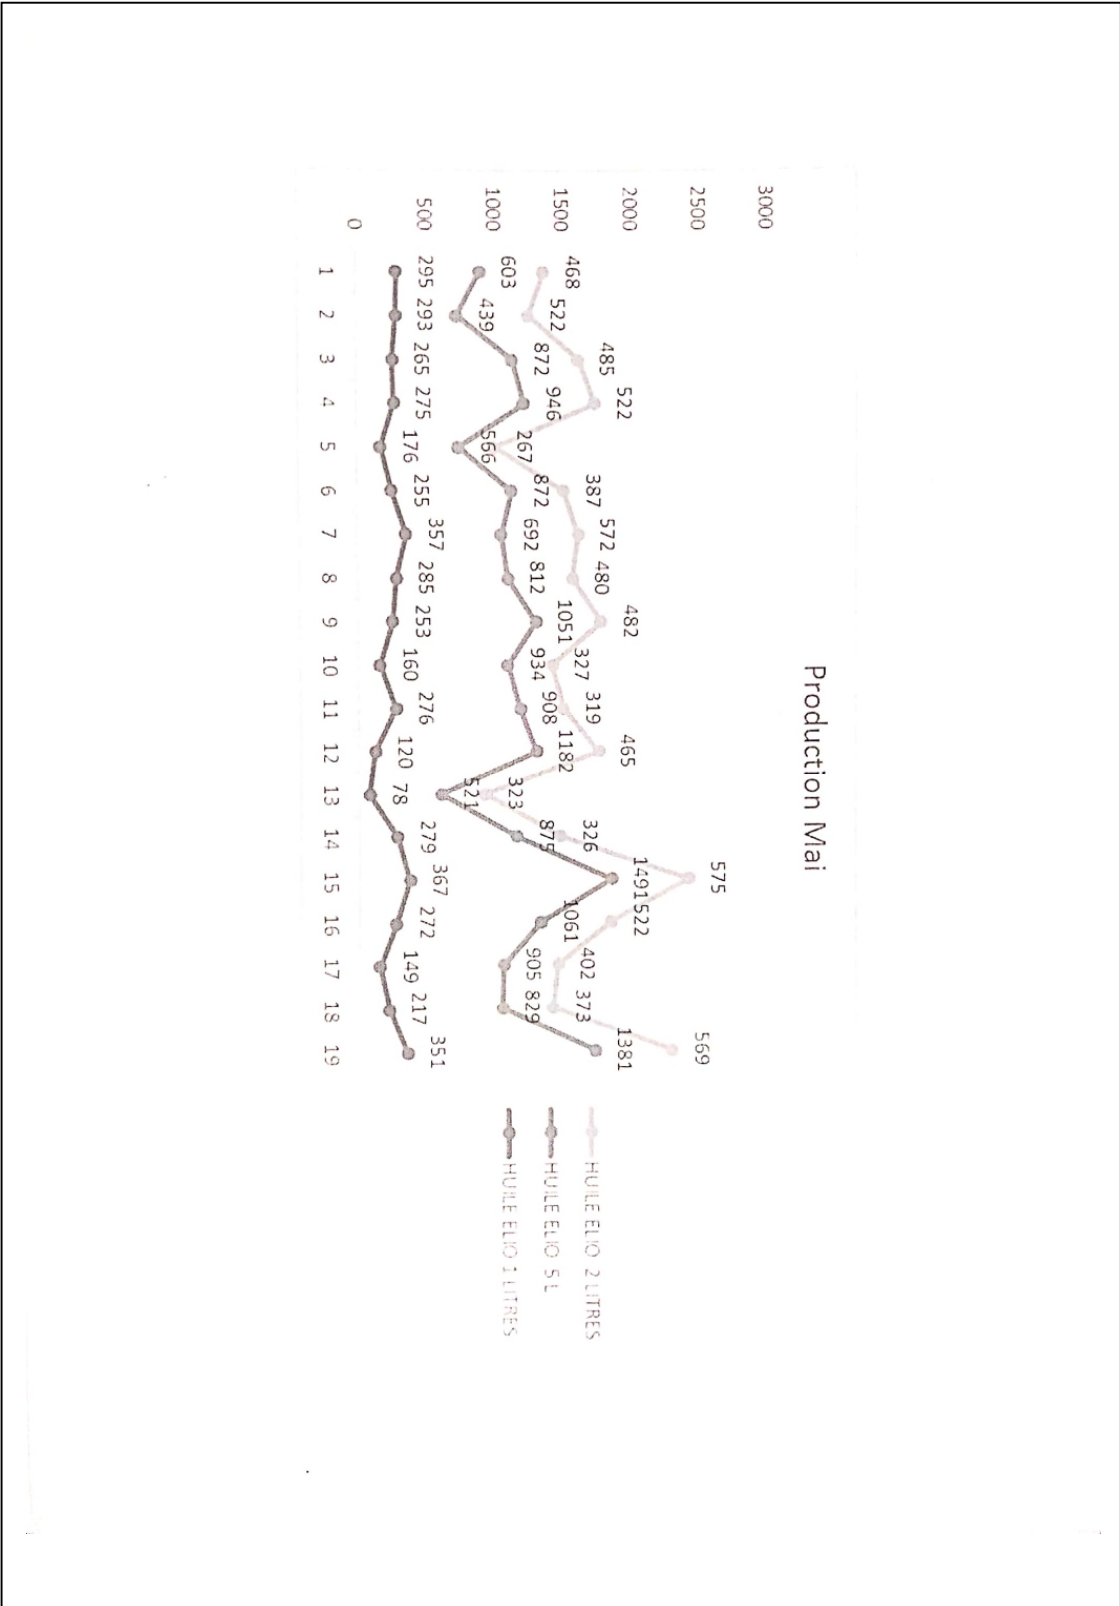 Production Mai
3000
2500
2000
1500
1000
500
0
468 522 485 522 267 387 572 480 482 327 319 465 323 326 575 522 402 373 569
603 439 872 946 566 872 692 812 1051 934 908 1182 521 875 1491 1061 905 829 1381
295 293 265 275 176 255 357 285 253 160 276 120 78 279 367 272 149 217 351
1 2 3 4 5 6 7 8 9 10 11 12 13 14 15 16 17 18 19
HUILE ELIO 2 LITRES
HUILE ELIO 5 L
HUILE ELIO 1 LITRES